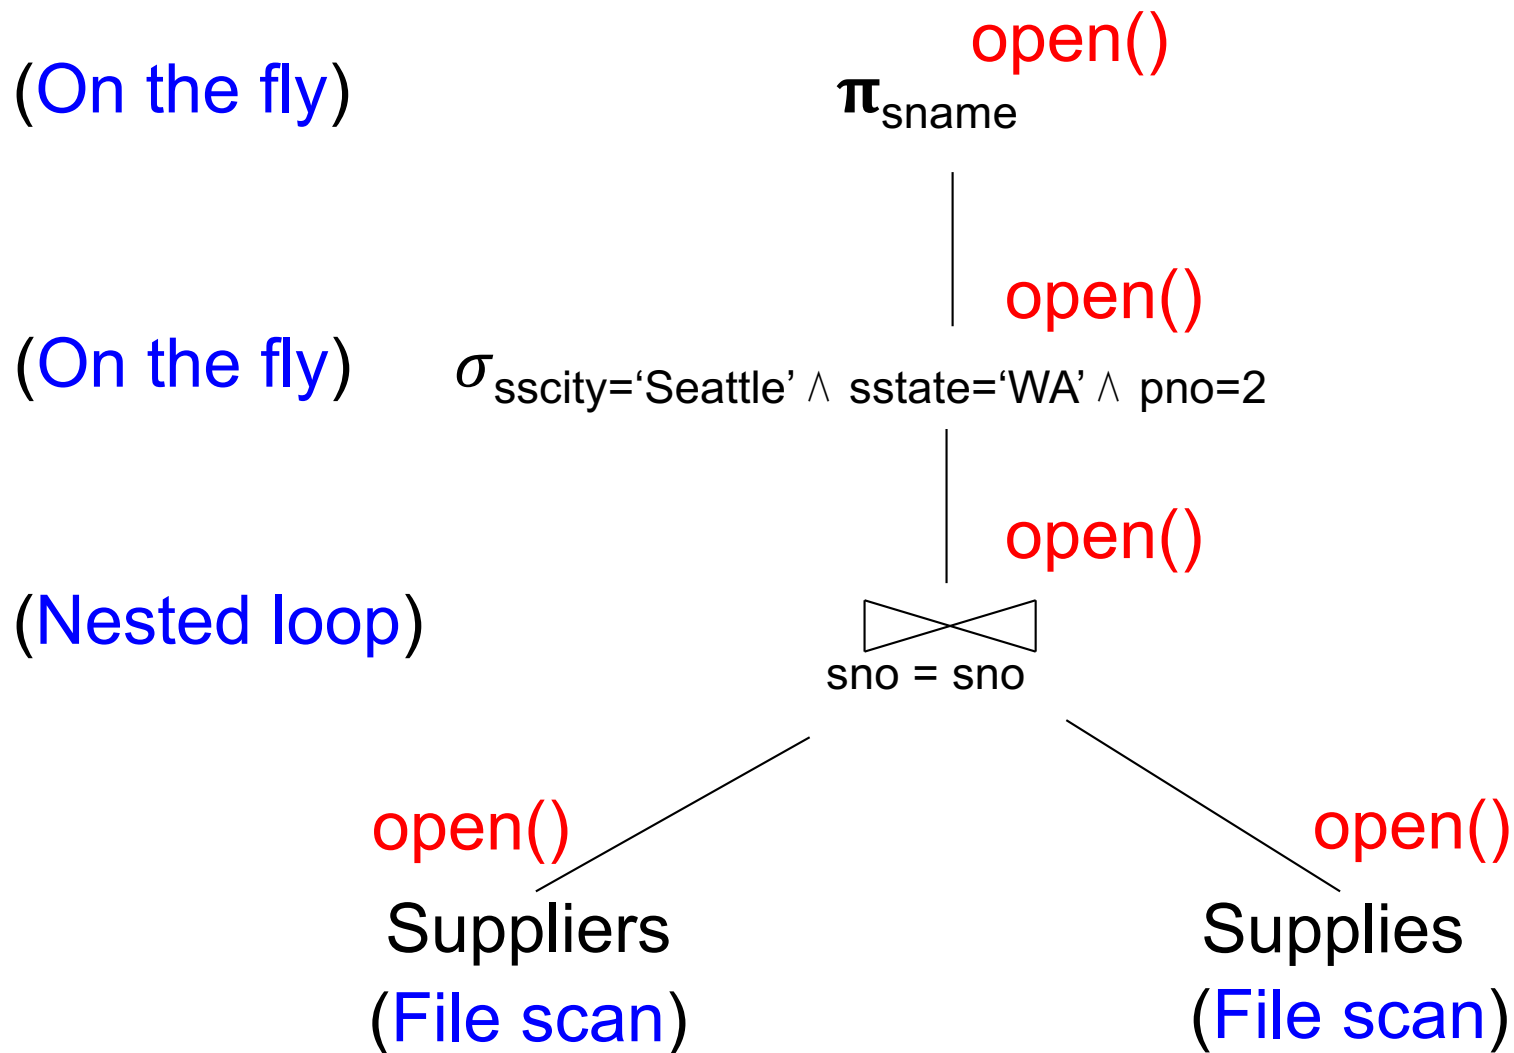 open()
(On the fly) 𝛑sname
open()
(On the fly) 𝜎sscity=‘Seattle’ ∧ sstate=‘WA’ ∧ pno=2
open()
(Nested loop)
sno = sno
open() open()
Suppliers Supplies
(File scan) (File scan)